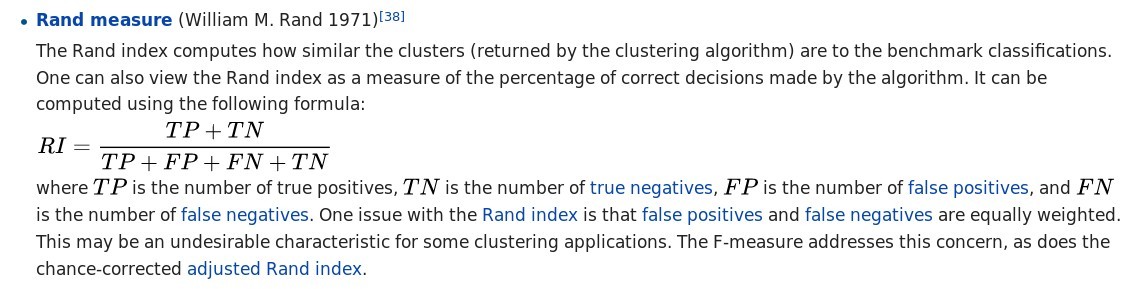 • Rand measure (William M. Rand 1971)[38]
The Rand index computes how similar the clusters (returned by the clustering algorithm) are to the benchmark classifications.
One can also view the Rand index as a measure of the percentage of correct decisions made by the algorithm. It can be
computed using the following formula:
RI = \frac{TP + TN}{TP + FP + FN + TN}
where TP is the number of true positives, TN is the number of true negatives, FP is the number of false positives, and FN
is the number of false negatives. One issue with the Rand index is that false positives and false negatives are equally weighted.
This may be an undesirable characteristic for some clustering applications. The F-measure addresses this concern, as does the
chance-corrected adjusted Rand index.